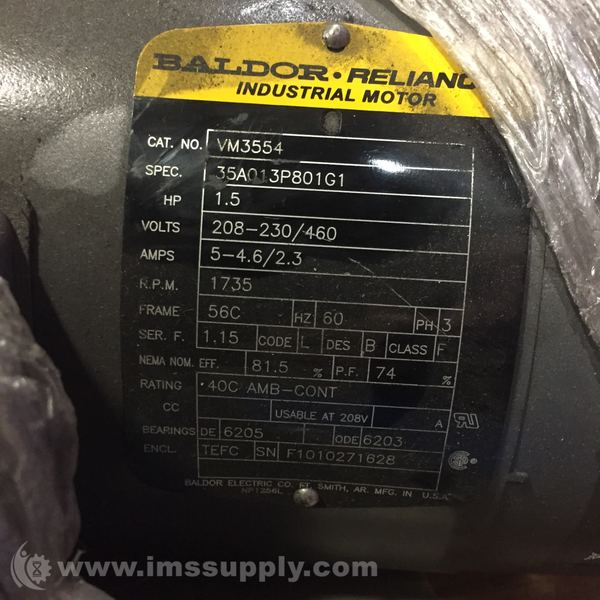 BALDOR • RELIANC
INDUSTRIAL MOTOR
CAT. NO. VM3554
SPEC. 35A013P801G1
HP 1.5
VOLTS 208-230/460
AMPS 5-4.6/2.3
R.P.M. 1735
FRAME 56C HZ 60 PH 3
SER. F. 1.15 CODE L DES B CLASS F
NEMA NOM. EFF. 81.5 % P.F. 74 %
RATING 40C AMB-CONT
CC USABLE AT 208V A
BEARINGS DE 6205 ODE 6203
ENCL. TEFC SN F1010271628
BALDOR ELECTRIC CO. FT. SMITH, AR. MFG. IN U.S.A.
NP1256L
www.imssupply.com